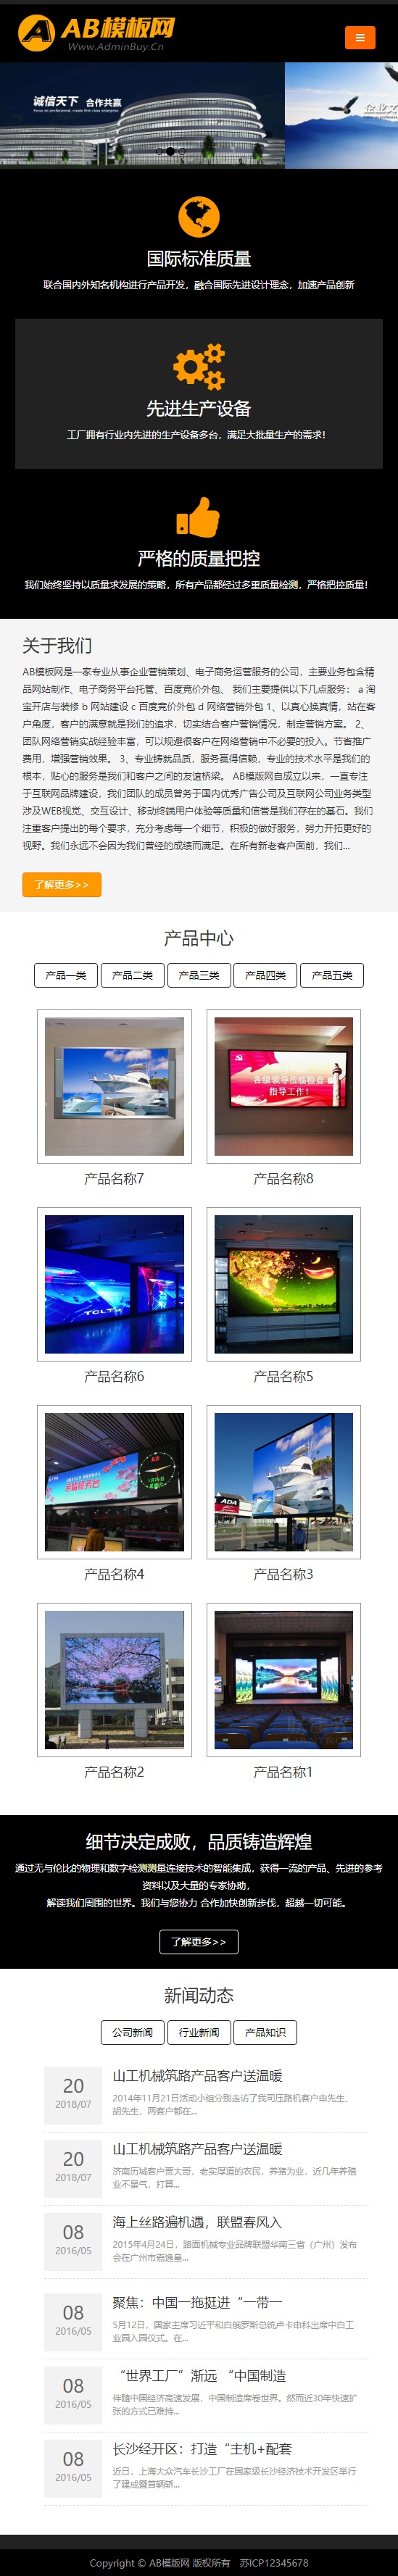 AB模板网
Www.AdminBuy.Cn
诚信天下 合作共赢
企业文
国际标准质量
联合国内外知名机构进行产品开发，融合国际先进设计理念，加速产品创新
先进生产设备
工厂拥有行业内先进的生产设备多台，满足大批量生产的需求！
严格的质量把控
我们始终坚持以质量求发展的策略，所有产品都经过多重质量检测，严格把控质量！
关于我们
AB模板网是一家专业从事企业营销策划、电子商务运营服务的公司，主要业务包含精
品网站制作、电子商务平台托管、百度竞价外包、 我们主要提供以下几点服务： a 淘
宝开店与装修 b 网站建设 c 百度竞价外包 d 网络营销外包 1、以真心换真情，站在客
户角度，客户的满意就是我们的追求，切实结合客户营销情况，制定营销方案。 2、
团队网络营销实战经验丰富，可以规避很客户在网络营销中不必要的投入。节省推广
费用，增强营销效果。 3、专业铸就品质，服务赢得信赖，专业的技术水平是我们的
根本，贴心的服务是我们和客户之间的友谊桥梁。 AB模版网自成立以来，一直专注
于互联网品牌建设，我们团队的成员曾务于国内优秀广告公司及互联网公司业务类型
涉及WEB视觉、交互设计、移动终端用户体验等质量和信誉是我们存在的基石。我们
注重客户提出的每个要求，充分考虑每一个细节，积极的做好服务，努力开拓更好的
视野。我们永远不会因为我们曾经的成绩而满足。在所有新老客户面前，我们...
了解更多>>
产品中心
产品一类 产品二类 产品三类 产品四类 产品五类
各级领导莅临检查
指导工作！
产品名称7 产品名称8
TCL
产品名称6 产品名称5
ADA
产品名称4 产品名称3
产品名称2 产品名称1
细节决定成败，品质铸造辉煌
通过无与伦比的物理和数字检测测量连接技术的智能集成，获得一流的产品、先进的参考
资料以及大量的专家协助，
解读我们周围的世界。我们与您协力 合作加快创新步伐，超越一切可能。
了解更多>>
新闻动态
公司新闻 行业新闻 产品知识
20
2018/07
山工机械筑路产品客户送温暖
2014年11月21日活动小组分别走访了我司压路机客户申先生、
胡先生，两客户都在...
20
2018/07
山工机械筑路产品客户送温暖
济南历城客户贾大哥，老实厚道的农民，养猪为业，近几年养殖
业不景气，打算...
08
2016/05
海上丝路遍机遇，联盟春风入
2015年4月24日，路面机械专业品牌联盟华南三省（广州）发布
会在广州市嘉逸皇...
08
2016/05
聚焦：中国一拖挺进“一带一
5月12日，国家主席习近平和白俄罗斯总统卢卡申科出席中白工
业园入园仪式。在...
08
2016/05
“世界工厂”渐远 “中国制造
伴随中国经济高速发展，中国制造席卷世界。然而近30年快速扩
张的方式已难持...
08
2016/05
长沙经开区：打造“主机+配套
近日，上海大众汽车长沙工厂在国家级长沙经济技术开发区举行
了建成暨首辆轿...
Copyright © AB模版网 版权所有 苏ICP12345678